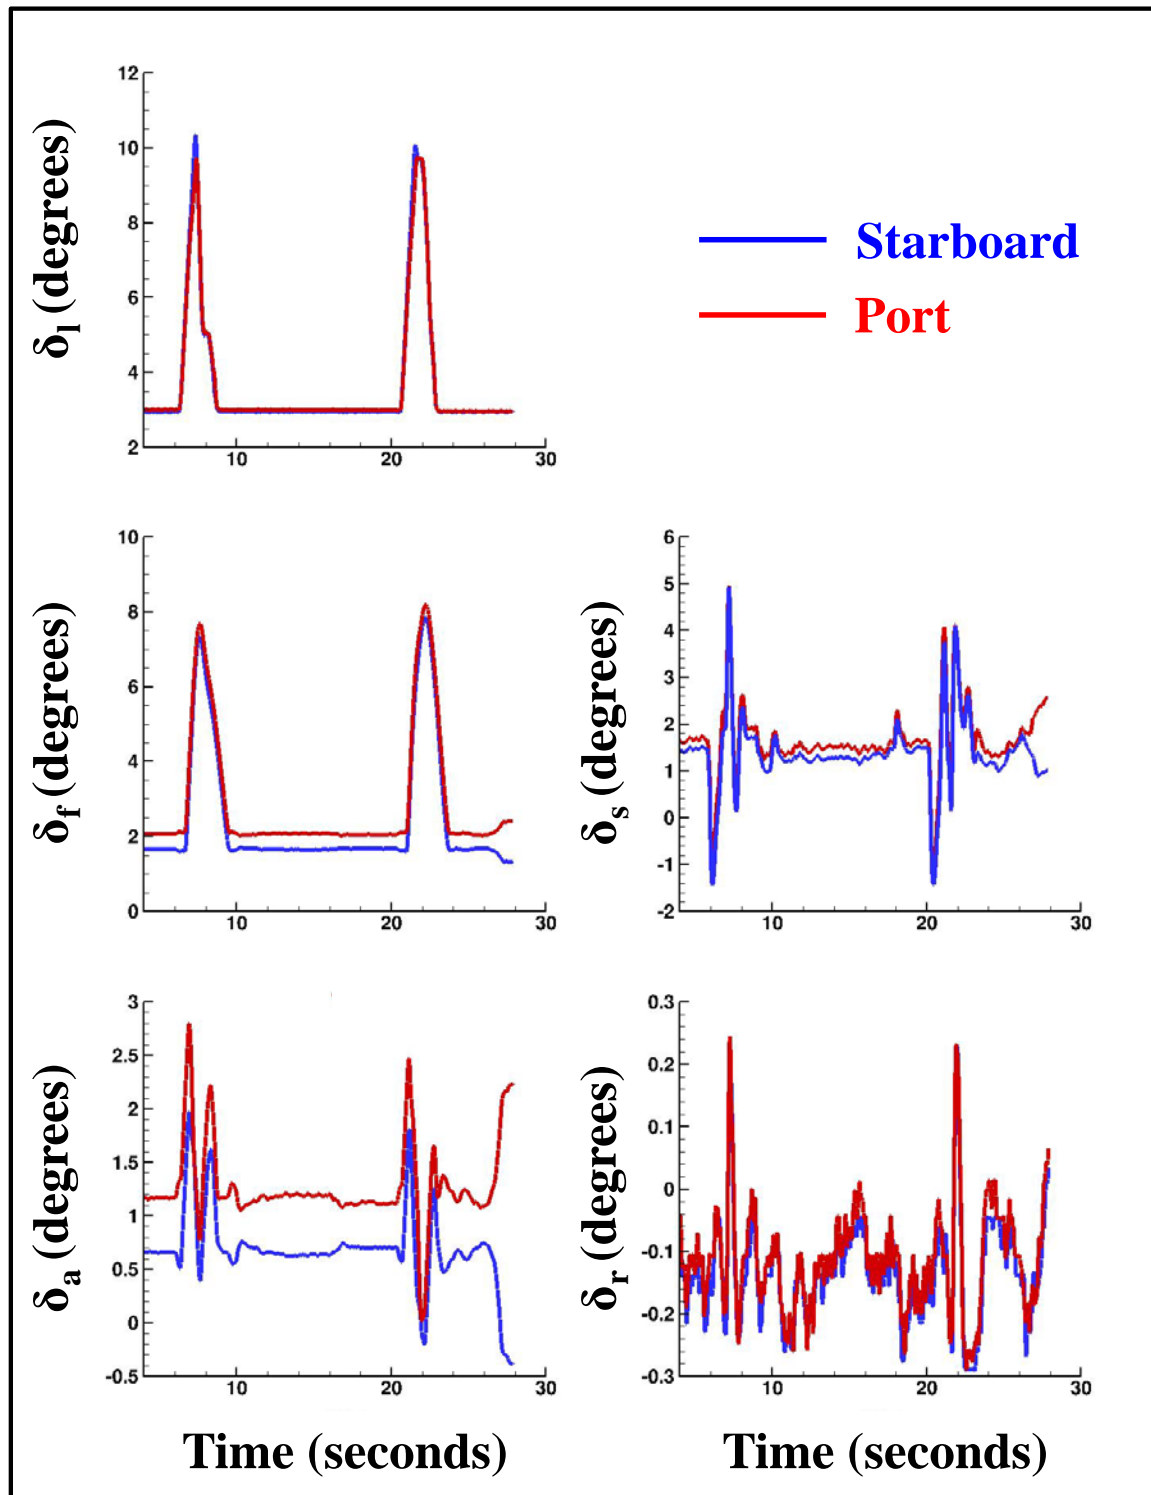 12
10
8
6
4
2
10 20 30
δl (degrees)
Starboard
Port
10
8
6
4
2
0
10 20 30
δf (degrees)
6
5
4
3
2
1
0
-1
-2
10 20 30
δs (degrees)
3
2.5
2
1.5
1
0.5
0
-0.5
10 20 30
δa (degrees)
Time (seconds)
0.3
0.2
0.1
0
-0.1
-0.2
-0.3
10 20 30
δr (degrees)
Time (seconds)